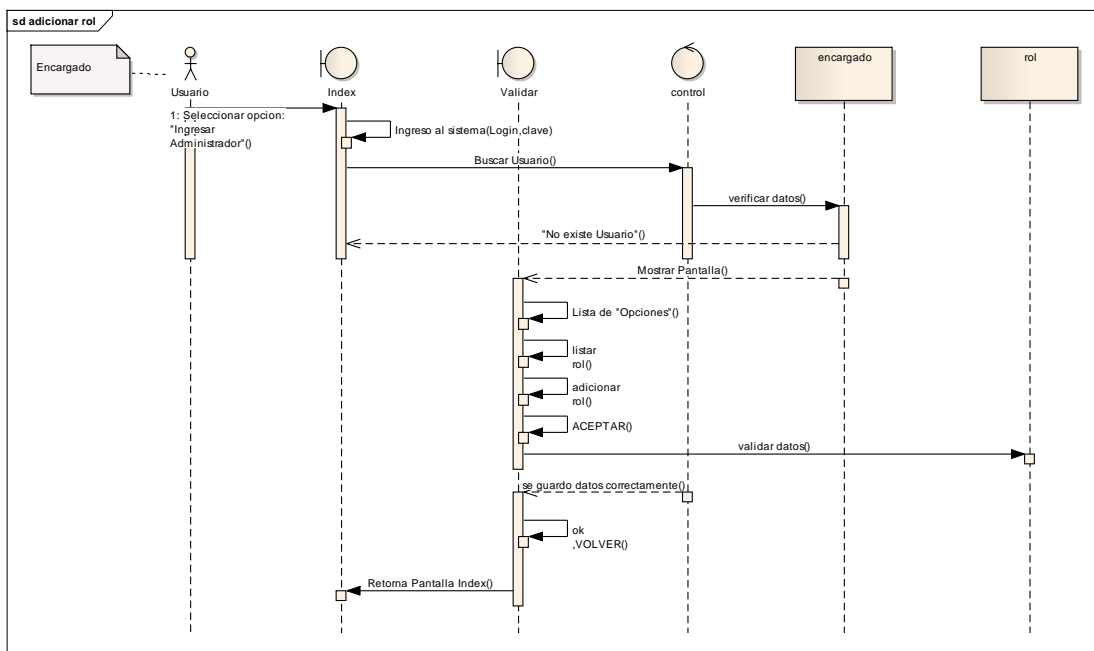 sd adicionar rol
Encargado
Usuario
Index
Validar
control
encargado
rol
1: Seleccionar opcion:
"Ingresar
Administrador"()
Ingreso al sistema(Login,clave)
Buscar Usuario()
verificar datos()
"No existe Usuario"()
Mostrar Pantalla()
Lista de "Opciones"()
listar
rol()
adicionar
rol()
ACEPTAR()
validar datos()
se guardo datos correctamente()
ok
,VOLVER()
Retorna Pantalla Index()